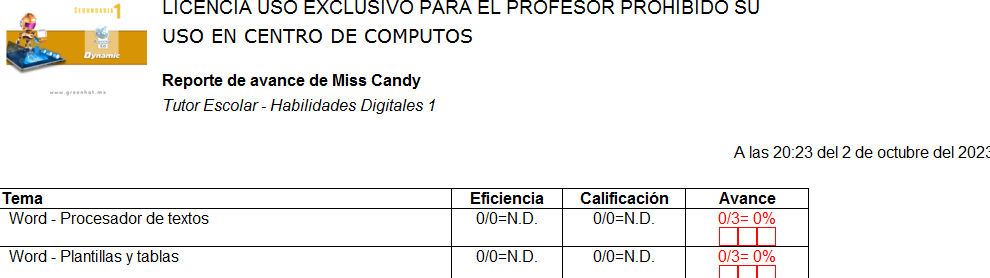 SECUNDARIA 1
Dynamic
www.greenhat.mx
LICENCIA USO EXCLUSIVO PARA EL PROFESOR PROHIBIDO SU
USO EN CENTRO DE COMPUTOS
Reporte de avance de Miss Candy
Tutor Escolar - Habilidades Digitales 1
A las 20:23 del 2 de octubre del 2023
Tema Eficiencia Calificación Avance
Word - Procesador de textos 0/0=N.D. 0/0=N.D. 0/3= 0%
Word - Plantillas y tablas 0/0=N.D. 0/0=N.D. 0/3= 0%